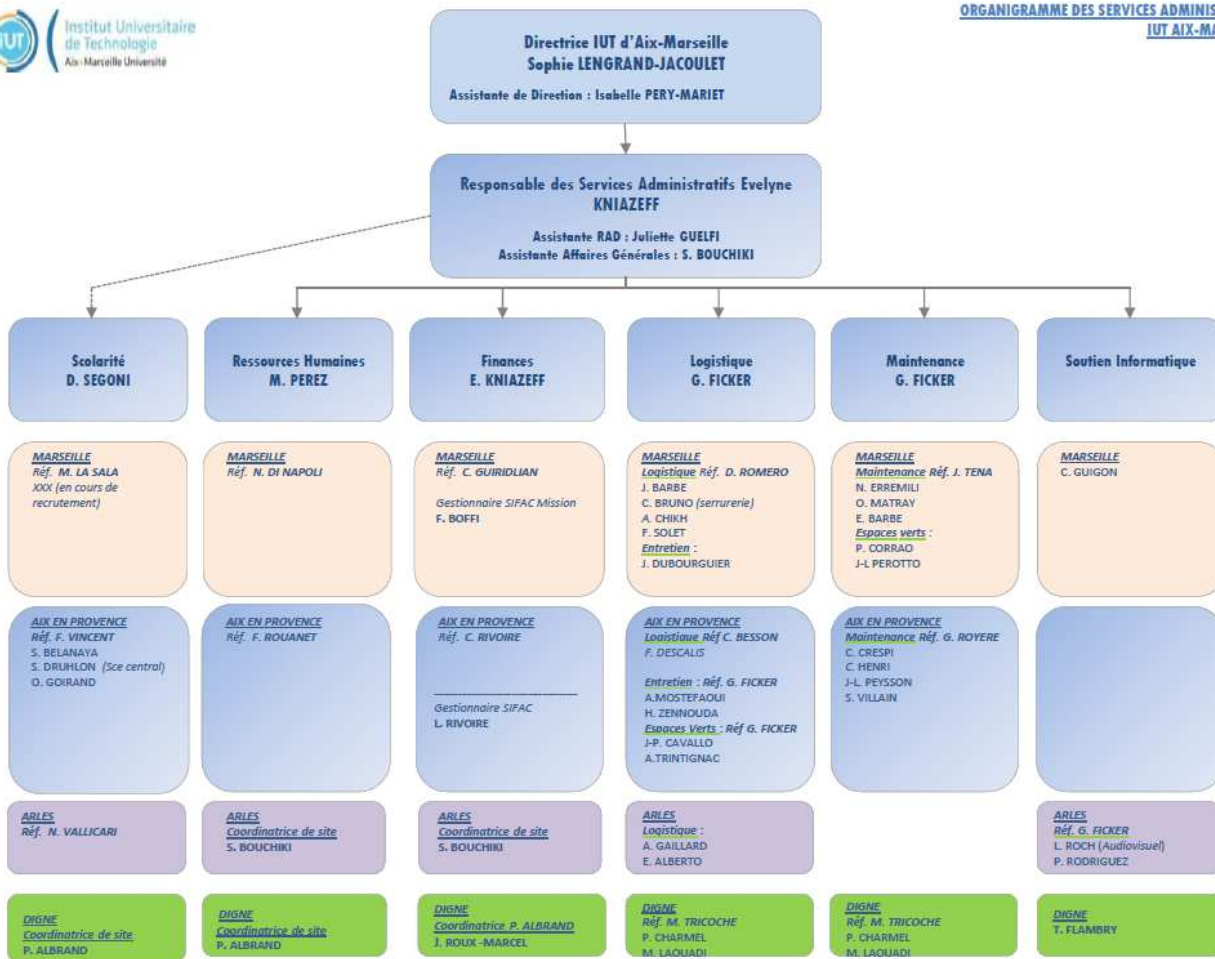 Institut Universitaire
de Technologie
Aix-Marseille Université
ORGANIGRAMME DES SERVICES ADMINIS
IUT AIX-MA
Directrice IUT d'Aix-Marseille
Sophie LENGRAND-JACOULET
Assistante de Direction : Isabelle PERY-MARIET
Responsable des Services Administratifs Evelyne
KNIAZEFF
Assistante RAD : Juliette GUELFI
Assistante Affaires Générales : S. BOUCHIKI
Scolarité
D. SEGONI
Ressources Humaines
M. PEREZ
Finances
E. KNIAZEFF
Logistique
G. FICKER
Maintenance
G. FICKER
Soutien Informatique
MARSEILLE
Réf. M. LA SALA
XXX (en cours de
recrutement)
MARSEILLE
Réf. N. DI NAPOLI
MARSEILLE
Réf. C. GUIRIDLIAN
Gestionnaire SIFAC Mission
F. BOFFI
MARSEILLE
Logistique Réf. D. ROMERO
J. BARBE
C. BRUNO (serrurerie)
A. CHIKH
F. SOLET
Entretien :
J. DUBOURGUIER
MARSEILLE
Maintenance Réf. J. TENA
N. ERREMILI
O. MATRAY
E. BARBE
Espaces verts :
P. CORRAO
J-L PEROTTO
MARSEILLE
C. GUIGON
AIX EN PROVENCE
Réf. F. VINCENT
S. BELANAYA
S. DRUHLON (Sce central)
O. GOIRAND
AIX EN PROVENCE
Réf. F. ROUANET
AIX EN PROVENCE
Réf. C. RIVOIRE
Gestionnaire SIFAC
L. RIVOIRE
AIX EN PROVENCE
Logistique Réf C. BESSON
F. DESCALIS
Entretien : Réf. G. FICKER
A.MOSTEFAOUI
H. ZENNOUDA
Espaces Verts : Réf G. FICKER
J-P. CAVALLO
A.TRINTIGNAC
AIX EN PROVENCE
Maintenance Réf. G. ROYERE
C. CRESPI
C. HENRI
J-L. PEYSSON
S. VILLAIN
ARLES
Réf. N. VALLICARI
ARLES
Coordinatrice de site
S. BOUCHIKI
ARLES
Coordinatrice de site
S. BOUCHIKI
ARLES
Logistique :
A. GAILLARD
E. ALBERTO
ARLES
Réf. G. FICKER
L. ROCH (Audiovisuel)
P. RODRIGUEZ
DIGNE
Coordinatrice de site
P. ALBRAND
DIGNE
Coordinatrice de site
P. ALBRAND
DIGNE
Coordinatrice P. ALBRAND
J. ROUX -MARCEL
DIGNE
Réf. M. TRICOCHE
P. CHARMEL
M. LAOUADI
DIGNE
Réf. M. TRICOCHE
P. CHARMEL
M. LAOUADI
DIGNE
T. FLAMBRY